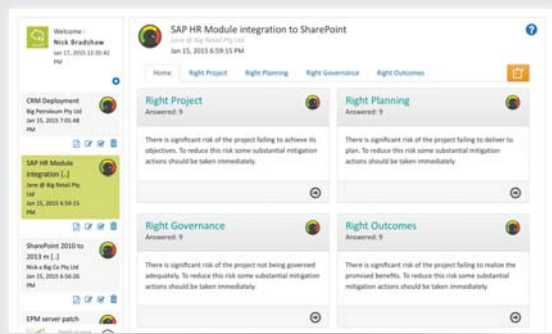 Welcome :
Nick Bradshaw
Jan 17, 2015 12:35:43
PM
CRM Deployment
Big Petroleum Pty Ltd
Jan 15, 2015 7:01:48
PM
SAP HR Module
integration [..]
Jane @ Big Retail Pty
Ltd
Jan 15, 2015 6:59:15
PM
SharePoint 2010 to
2013 m [..]
Nick a Big Co Pty Ltd
Jan 15, 2015 6:56:26
PM
EPM server patch
SAP HR Module integration to SharePoint
Jane @ Big Retail Pty Ltd
Jan 15, 2015 6:59:15 PM
?
Home Right Project Right Planning Right Governance Right Outcomes
Right Project
Answered: 9
There is significant risk of the project failing to achieve its
objectives. To reduce this risk some substantial mitigation
actions should be taken immediately.
Right Planning
Answered: 9
There is significant risk of the project failing to deliver to
plan. To reduce this risk some substantial mitigation
actions should be taken immediately.
Right Governance
Answered: 9
There is significant risk of the project not being governed
adequately. To reduce this risk some substantial mitigation
actions should be taken immediately.
Right Outcomes
Answered: 9
There is significant risk of the project failing to realize the
promised benefits. To reduce this risk some substantial
mitigation actions should be taken immediately